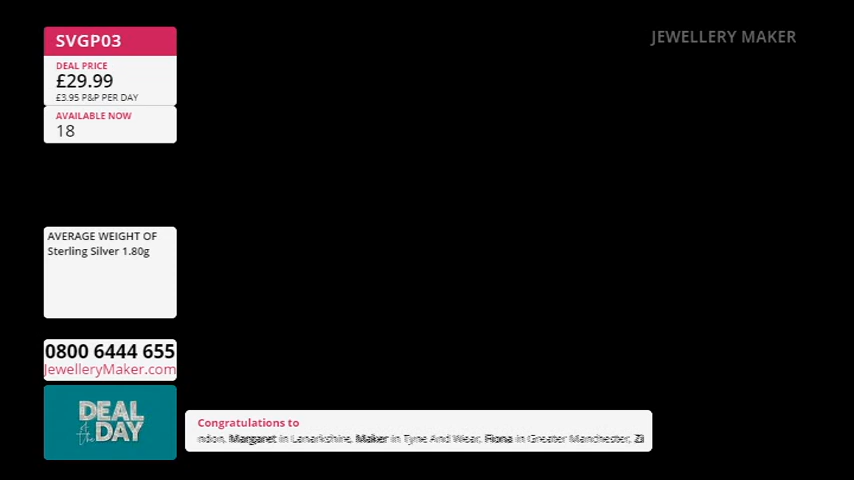 SVGP03
JEWELLERY MAKER
DEAL PRICE
£29.99
£3.95 P&P PER DAY
AVAILABLE NOW
18
AVERAGE WEIGHT OF
Sterling Silver 1.80g
0800 6444 655
JewelleryMaker.com
DEAL
of the
DAY
Congratulations to
ndon, Margaret in Lanarkshire, Maker in Tyne And Wear, Fiona in Greater Manchester, Zi